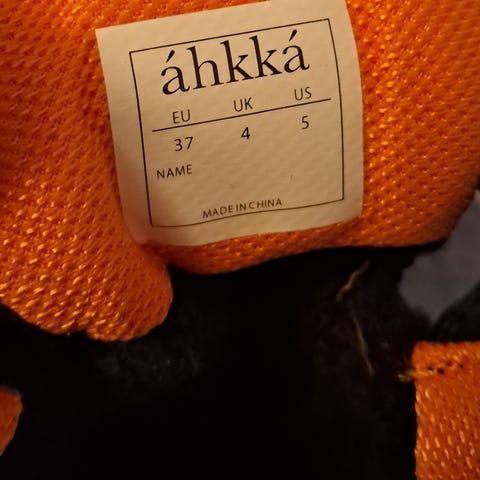 áhkká
EU UK US
37 4 5
NAME
MADE IN CHINA